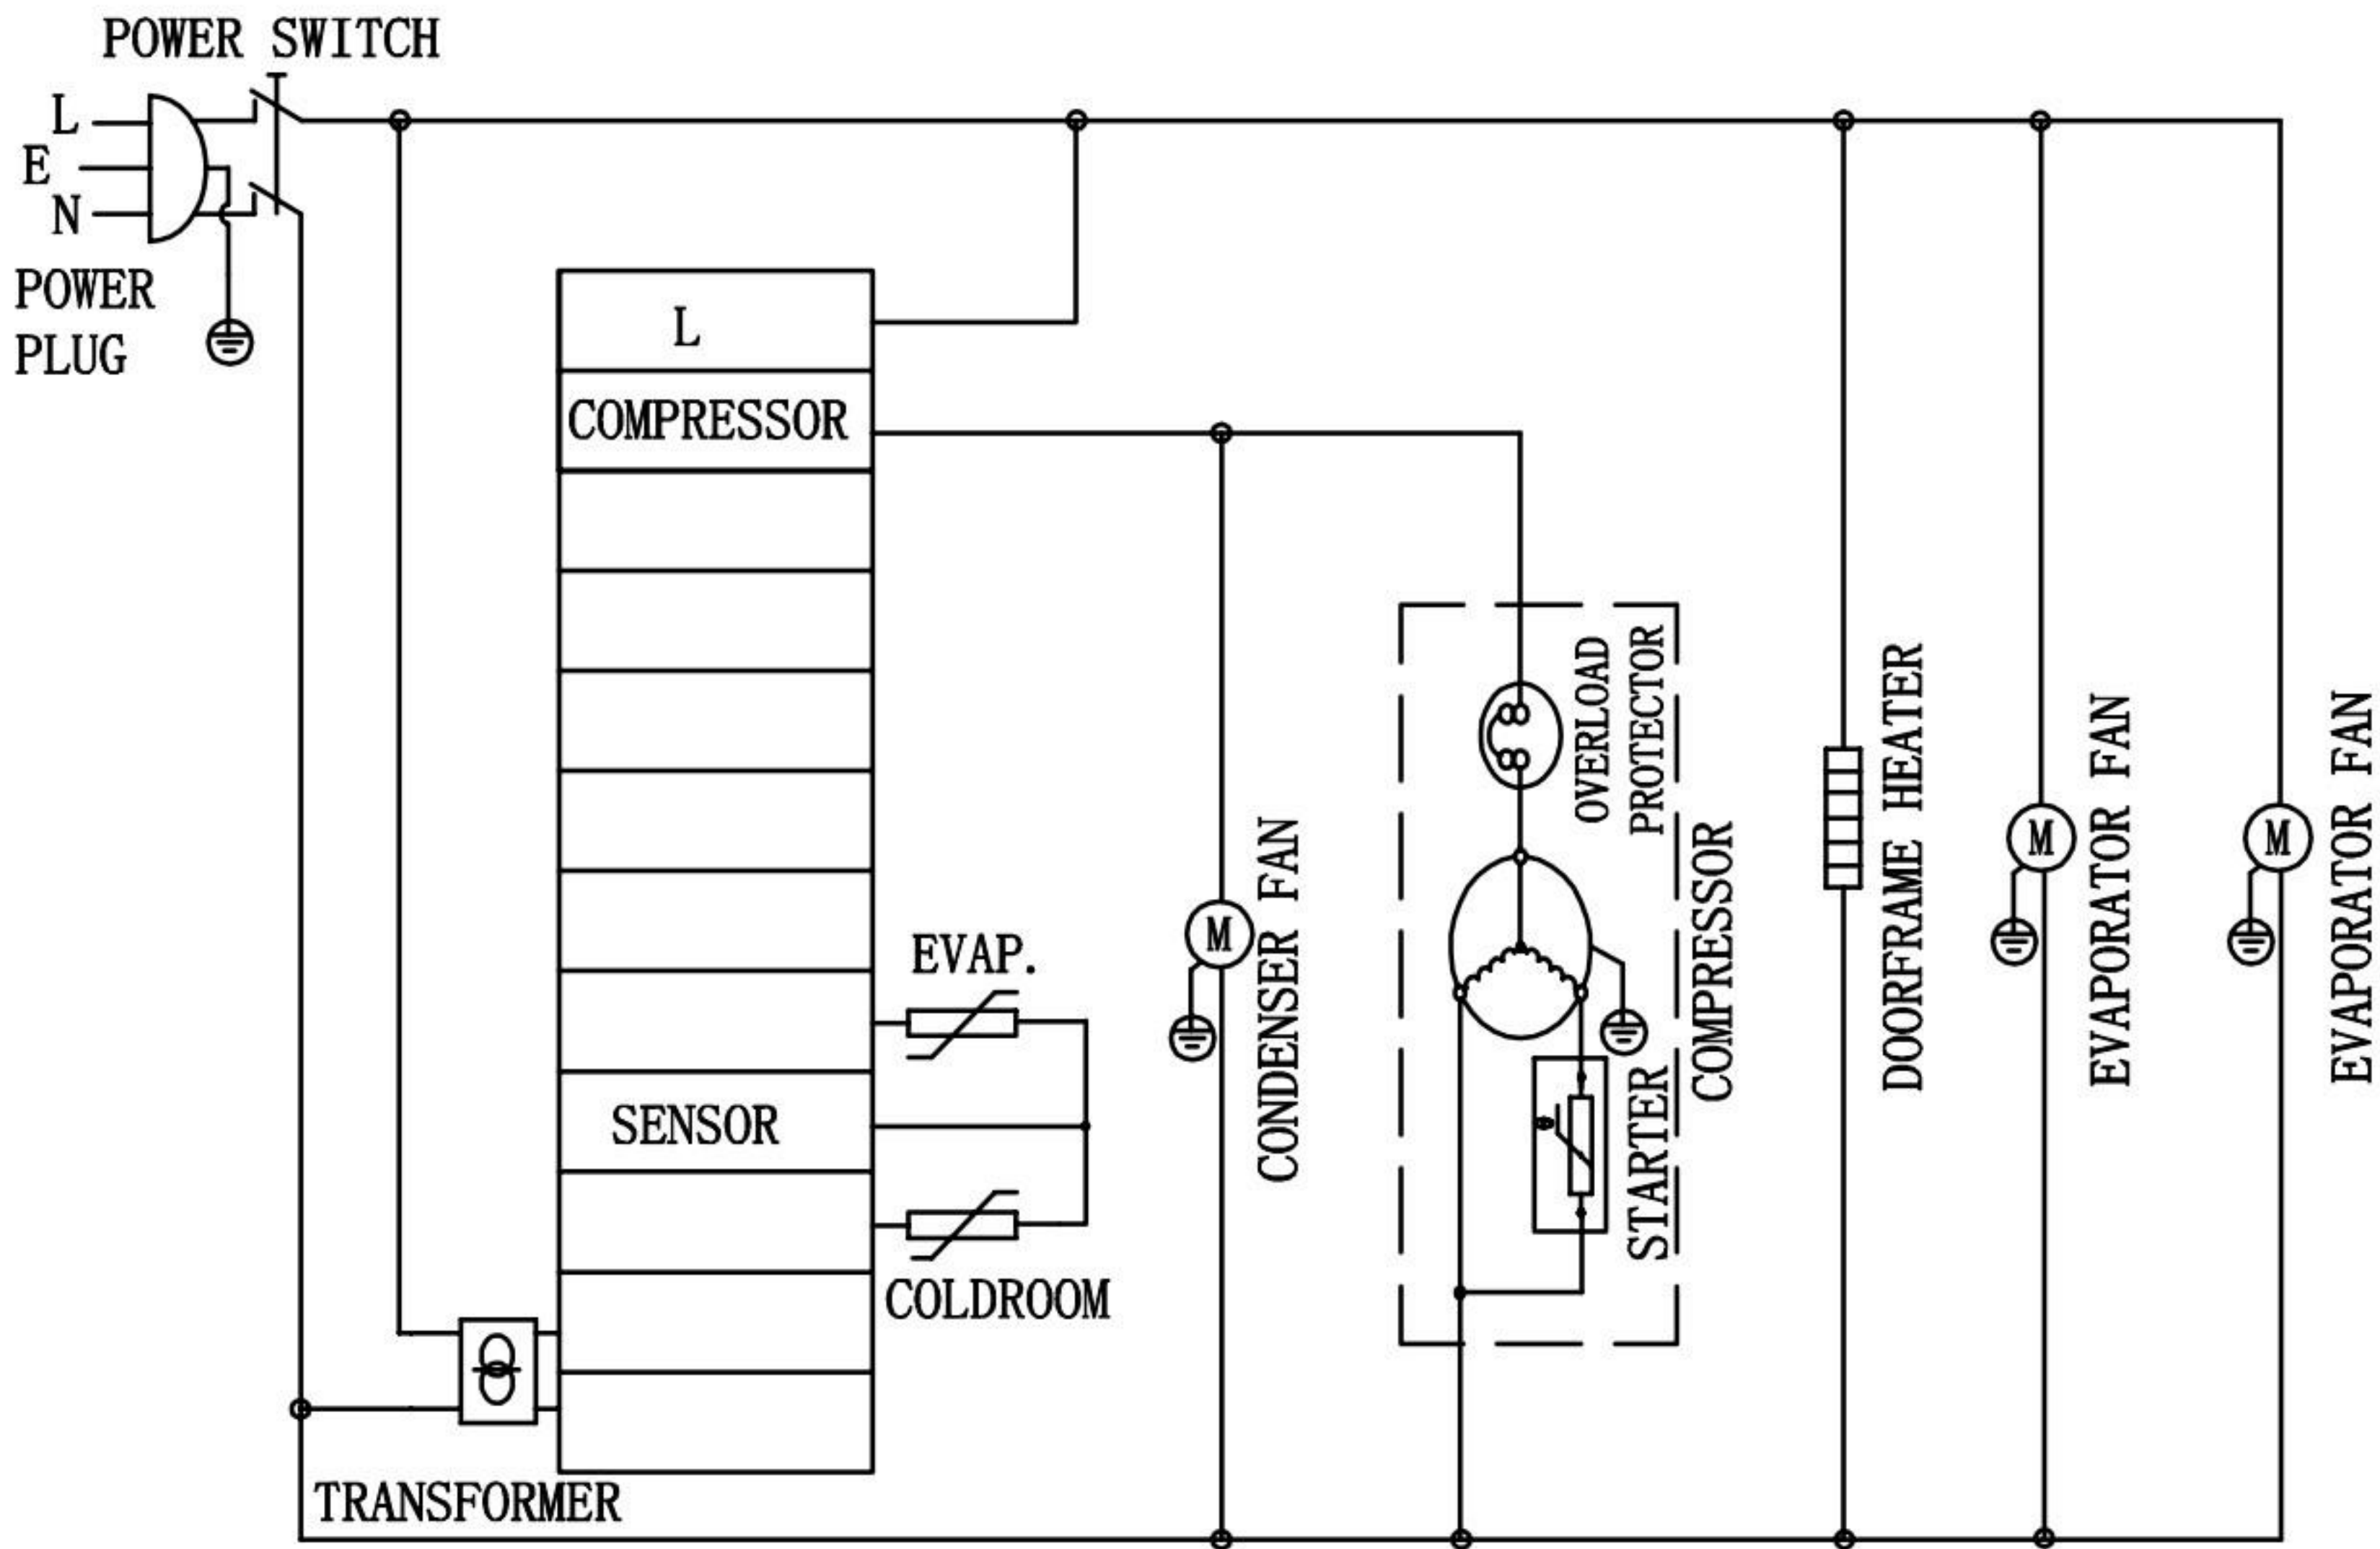 POWER SWITCH
L
E
N
POWER
PLUG
L
COMPRESSOR
SENSOR
EVAP.
COLDROOM
TRANSFORMER
M
CONDENSER FAN
OVERLOAD
PROTECTOR
COMPRESSOR
STARTER
DOORFRAME HEATER
M
EVAPORATOR FAN
M
EVAPORATOR FAN